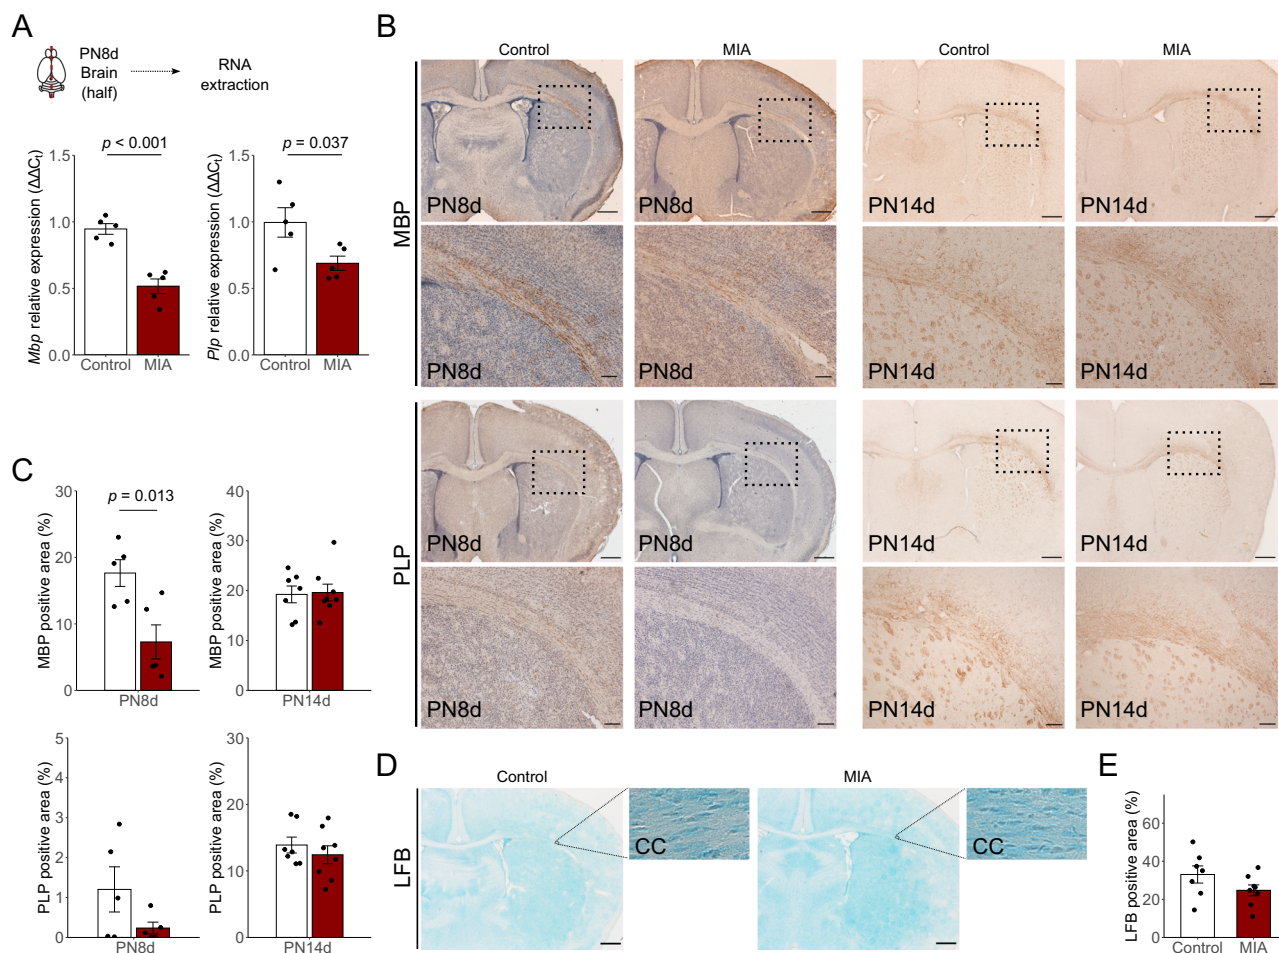 A
PN8d
Brain
(half)
RNA
extraction
p < 0.001
Mbp relative expression (ΔΔCt)
1.5
1.0
0.5
0.0
Control
MIA
p = 0.037
Plp relative expression (ΔΔCt)
1.5
1.0
0.5
0.0
Control
MIA
B
Control
MIA
Control
MIA
MBP
PN8d
PN8d
PN14d
PN14d
PN8d
PN8d
PN14d
PN14d
PLP
PN8d
PN8d
PN14d
PN14d
PN8d
PN8d
PN14d
PN14d
C
p = 0.013
MBP positive area (%)
30
20
10
0
PN8d
MBP positive area (%)
40
30
20
10
0
PN14d
PLP positive area (%)
5
4
3
2
1
0
PN8d
PLP positive area (%)
30
20
10
0
PN14d
D
Control
MIA
LFB
CC
CC
E
LFB positive area (%)
60
40
20
0
Control
MIA